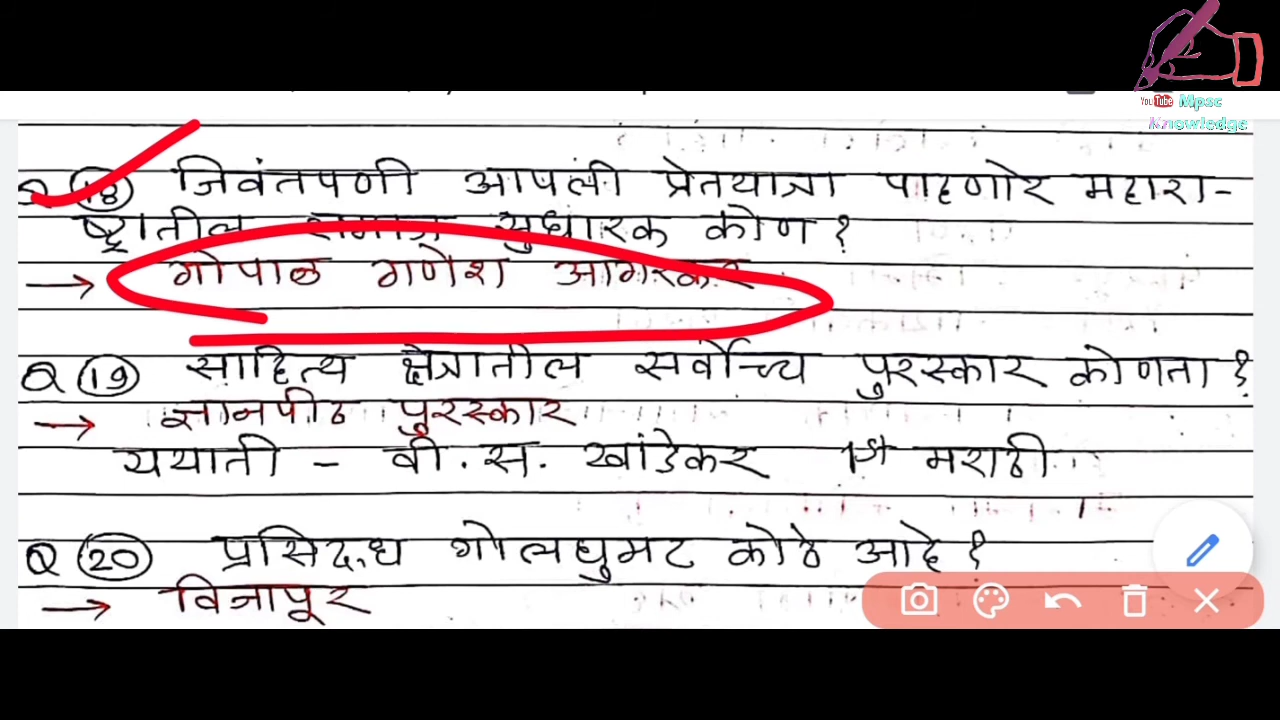 YouTube Mpsc
Knowledge
Q 18 जिवंतपणी आपली प्रेतयात्रा पाहणारे महारा-
ष्ट्रातील समाज सुधारक कोण ?
→ गोपाळ गणेश आगरकर
Q 19 साहित्य क्षेत्रातील सर्वोच्च पुरस्कार कोणता ?
→ ज्ञानपीठ पुरस्कार
ययाती - वी. स. खांडेकर 1st मराठी
Q 20 प्रसिद्ध गोलघुमट कोठे आहे ?
→ विजापूर